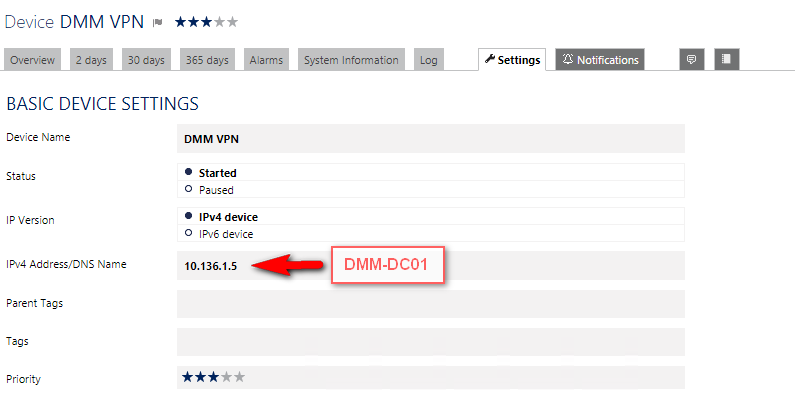 Device DMM VPN
Overview 2 days 30 days 365 days Alarms System Information Log Settings Notifications
BASIC DEVICE SETTINGS
Device Name DMM VPN
Status Started
Paused
IP Version IPv4 device
IPv6 device
IPv4 Address/DNS Name 10.136.1.5 DMM-DC01
Parent Tags
Tags
Priority